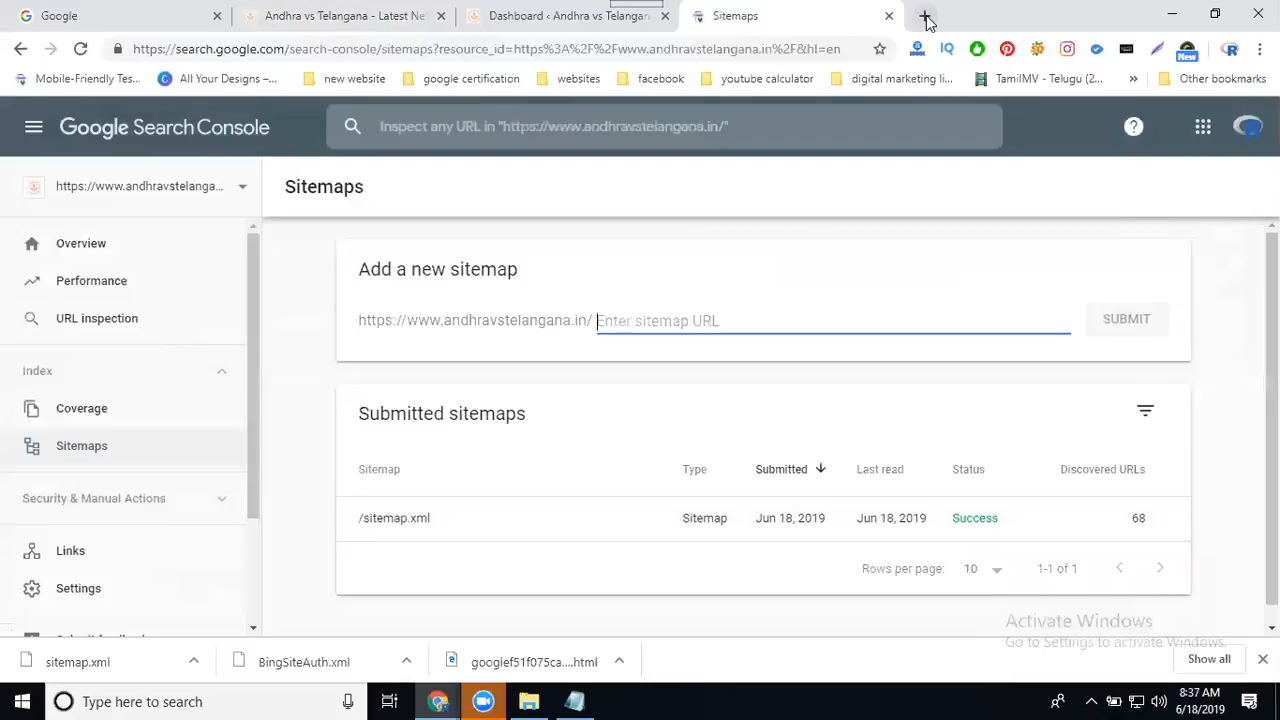 Google
Andhra vs Telangana - Latest Ne
Dashboard ‹ Andhra vs Telangan
Sitemaps
https://search.google.com/search-console/sitemaps?resource_id=https%3A%2F%2Fwww.andhravstelangana.in%2F&hl=en
New
Mobile-Friendly Tes...
All Your Designs –...
new website
google certification
websites
facebook
youtube calculator
digital marketing li...
TamilMV - Telugu (2...
»
Other bookmarks
Google Search Console
Inspect any URL in "https://www.andhravstelangana.in/"
https://www.andhravstelanga...
Sitemaps
Overview
Performance
URL inspection
Index
Coverage
Sitemaps
Security & Manual Actions
Links
Settings
Add a new sitemap
https://www.andhravstelangana.in/ Enter sitemap URL
SUBMIT
Submitted sitemaps
Sitemap Type Submitted Last read Status Discovered URLs
/sitemap.xml Sitemap Jun 18, 2019 Jun 18, 2019 Success 68
Rows per page: 10 1-1 of 1
Activate Windows
Go to Settings to activate Windows.
sitemap.xml
BingSiteAuth.xml
googlef51f075ca....html
Show all
Type here to search
8:37 AM
6/18/2019